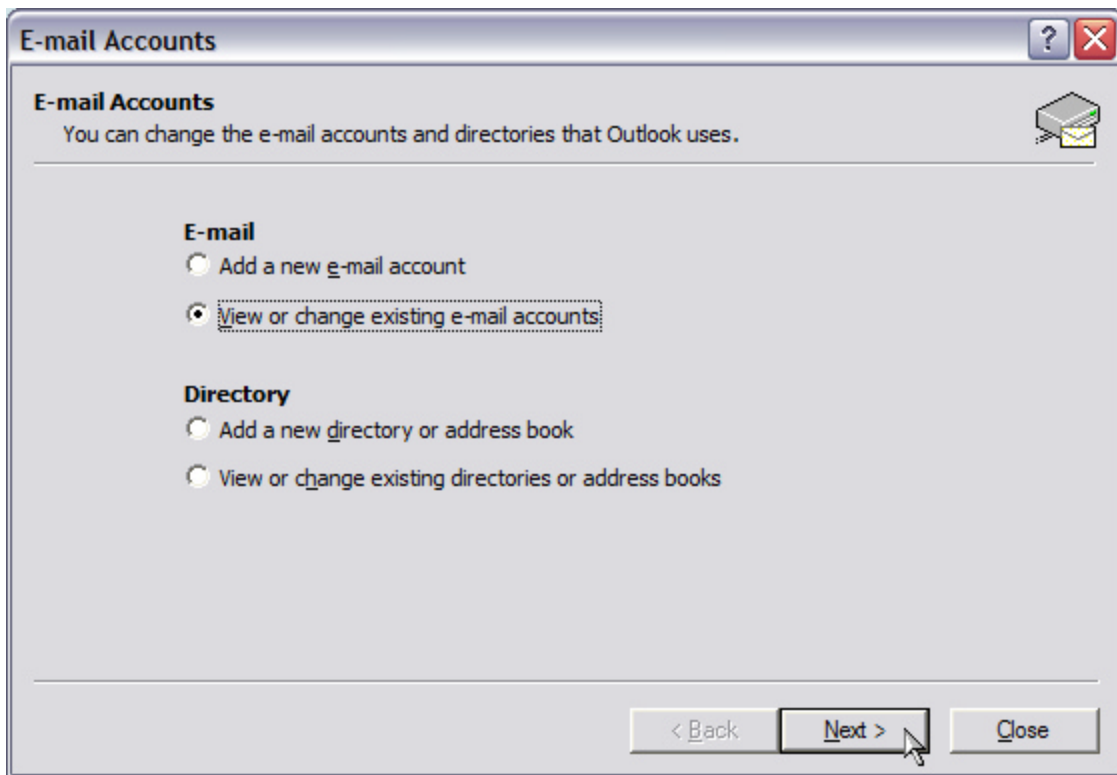 E-mail Accounts
E-mail Accounts
You can change the e-mail accounts and directories that Outlook uses.
E-mail
Add a new e-mail account
View or change existing e-mail accounts
Directory
Add a new directory or address book
View or change existing directories or address books
< Back Next > Close